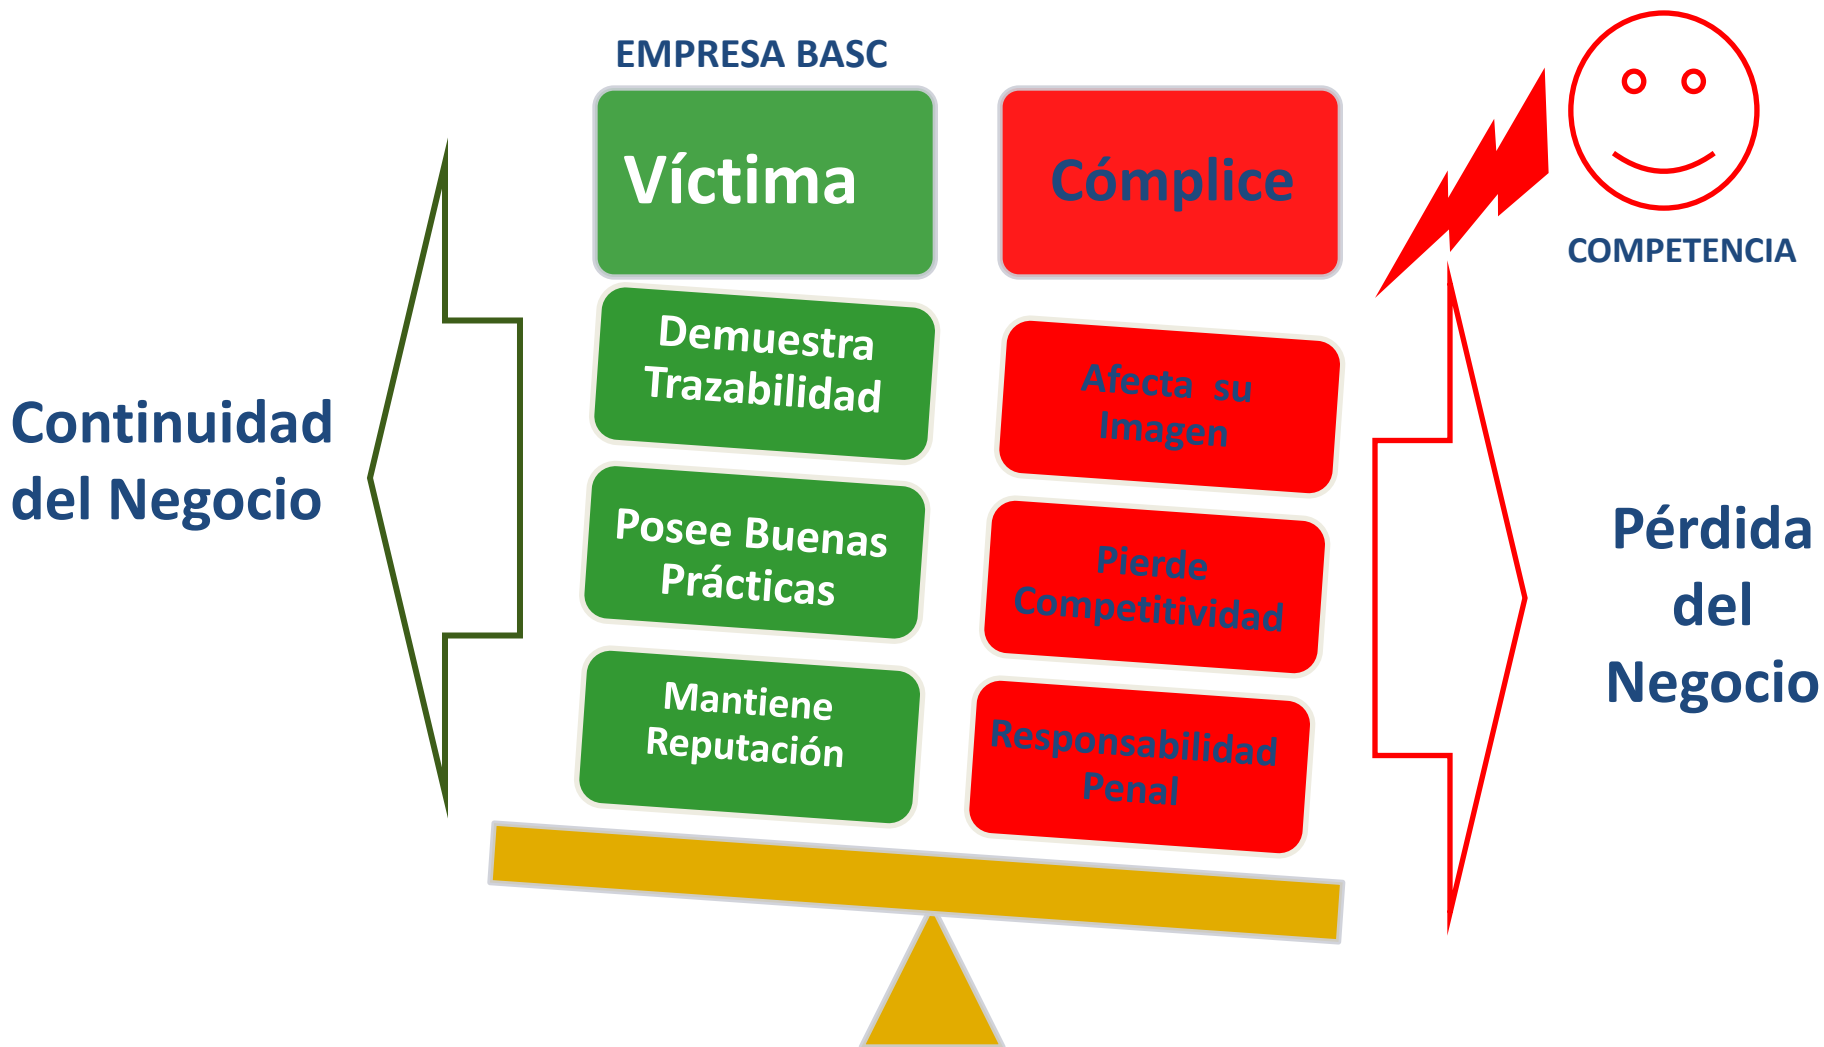 EMPRESA BASC
Víctima
Cómplice
COMPETENCIA
Demuestra
Trazabilidad
Afecta su
Imagen
Continuidad
del Negocio
Posee Buenas
Prácticas
Pierde
Competitividad
Pérdida
del
Negocio
Mantiene
Reputación
Responsabilidad
Penal